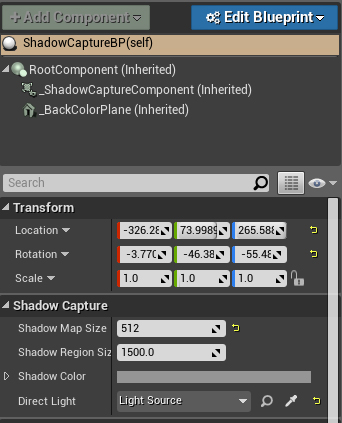 Add Component
Edit Blueprint
ShadowCaptureBP(self)
RootComponent (Inherited)
_ShadowCaptureComponent (Inherited)
_BackColorPlane (Inherited)
Search
Transform
Location -326.28 73.9989 265.588
Rotation -3.770 -46.38 -55.48
Scale 1.0 1.0 1.0
Shadow Capture
Shadow Map Size 512
Shadow Region Siz 1500.0
Shadow Color
Direct Light Light Source